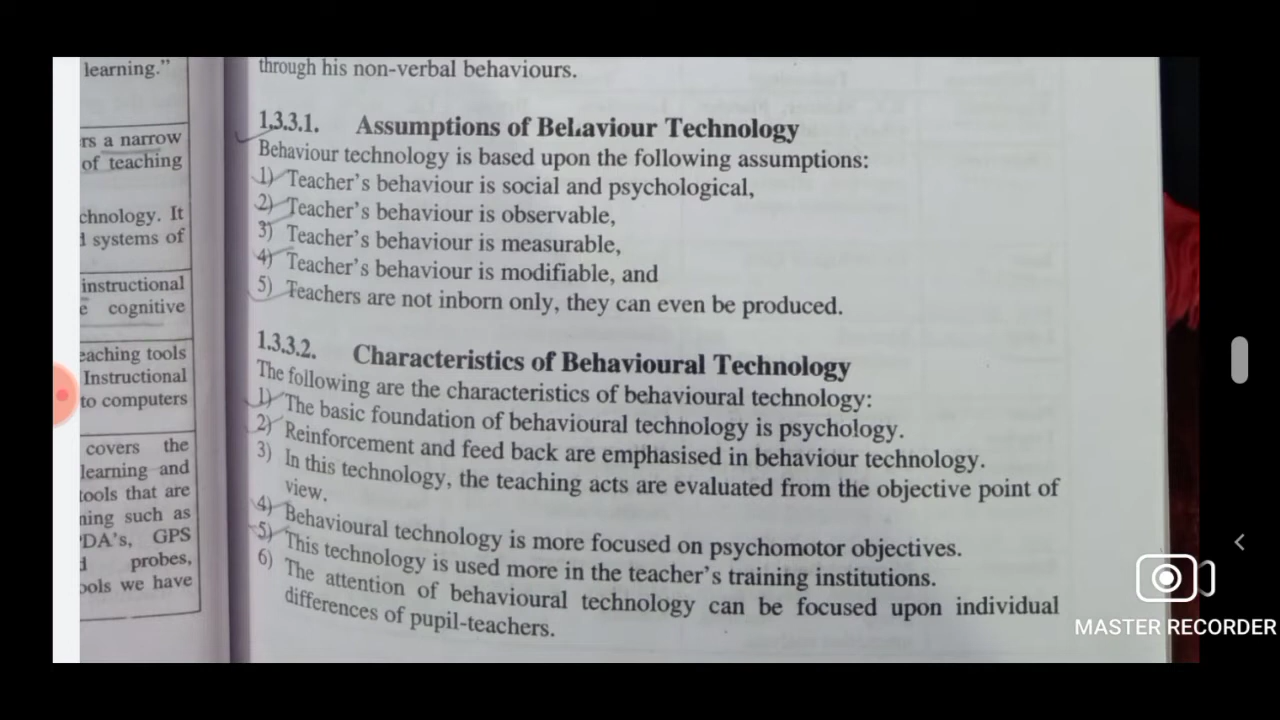 learning."
rs a narrow
of teaching
chnology. It
systems of
instructional
cognitive
eaching tools
Instructional
to computers
covers the
learning and
tools that are
ning such as
DA's, GPS
probes,
ools we have
through his non-verbal behaviours.
1.3.3.1. Assumptions of Behaviour Technology
Behaviour technology is based upon the following assumptions:
1) Teacher's behaviour is social and psychological,
2) Teacher's behaviour is observable,
3) Teacher's behaviour is measurable,
4) Teacher's behaviour is modifiable, and
5) Teachers are not inborn only, they can even be produced.
1.3.3.2. Characteristics of Behavioural Technology
The following are the characteristics of behavioural technology:
1) The basic foundation of behavioural technology is psychology.
2) Reinforcement and feed back are emphasised in behaviour technology.
3) In this technology, the teaching acts are evaluated from the objective point of
view.
4) Behavioural technology is more focused on psychomotor objectives.
5) This technology is used more in the teacher's training institutions.
6) The attention of behavioural technology can be focused upon individual
differences of pupil-teachers.
MASTER RECORDER